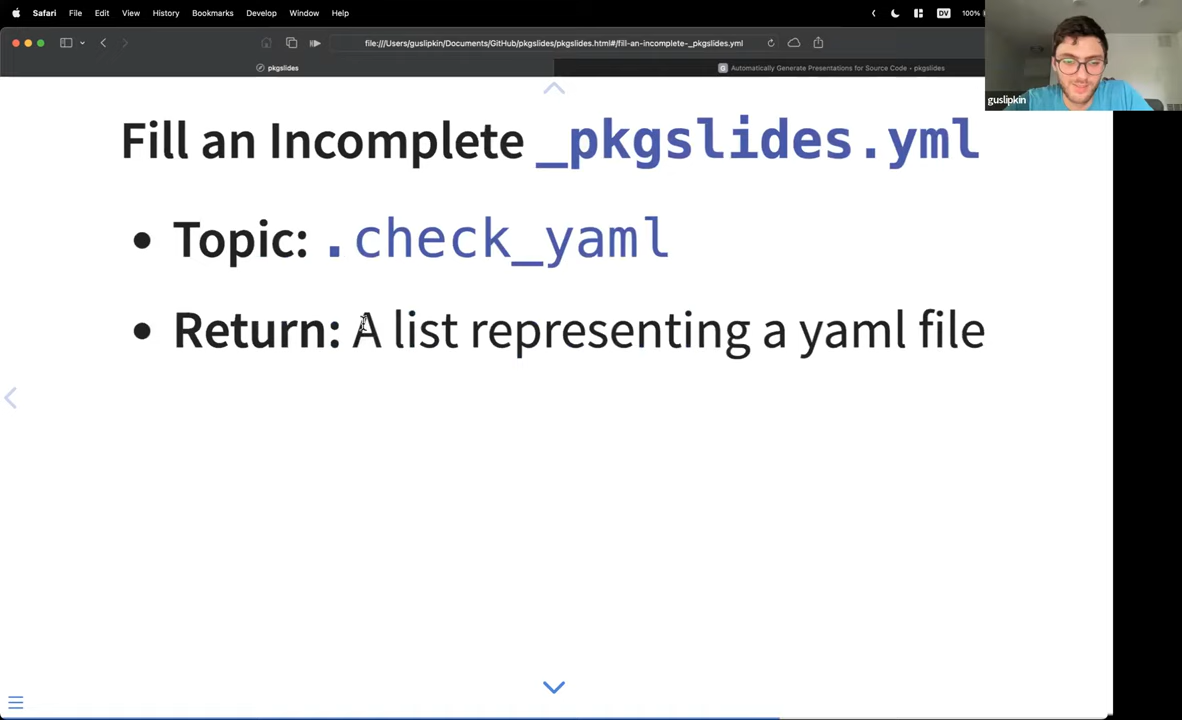 Safari File Edit View History Bookmarks Develop Window Help
DV 100%
file:///Users/guslipkin/Documents/GitHub/pkgslides/pkgslides.html#/fill-an-incomplete-_pkgslides.yml
pkgslides
G Automatically Generate Presentations for Source Code • pkgslides
guslipkin
Fill an Incomplete _pkgslides.yml
• Topic: .check_yaml
• Return: A list representing a yaml file